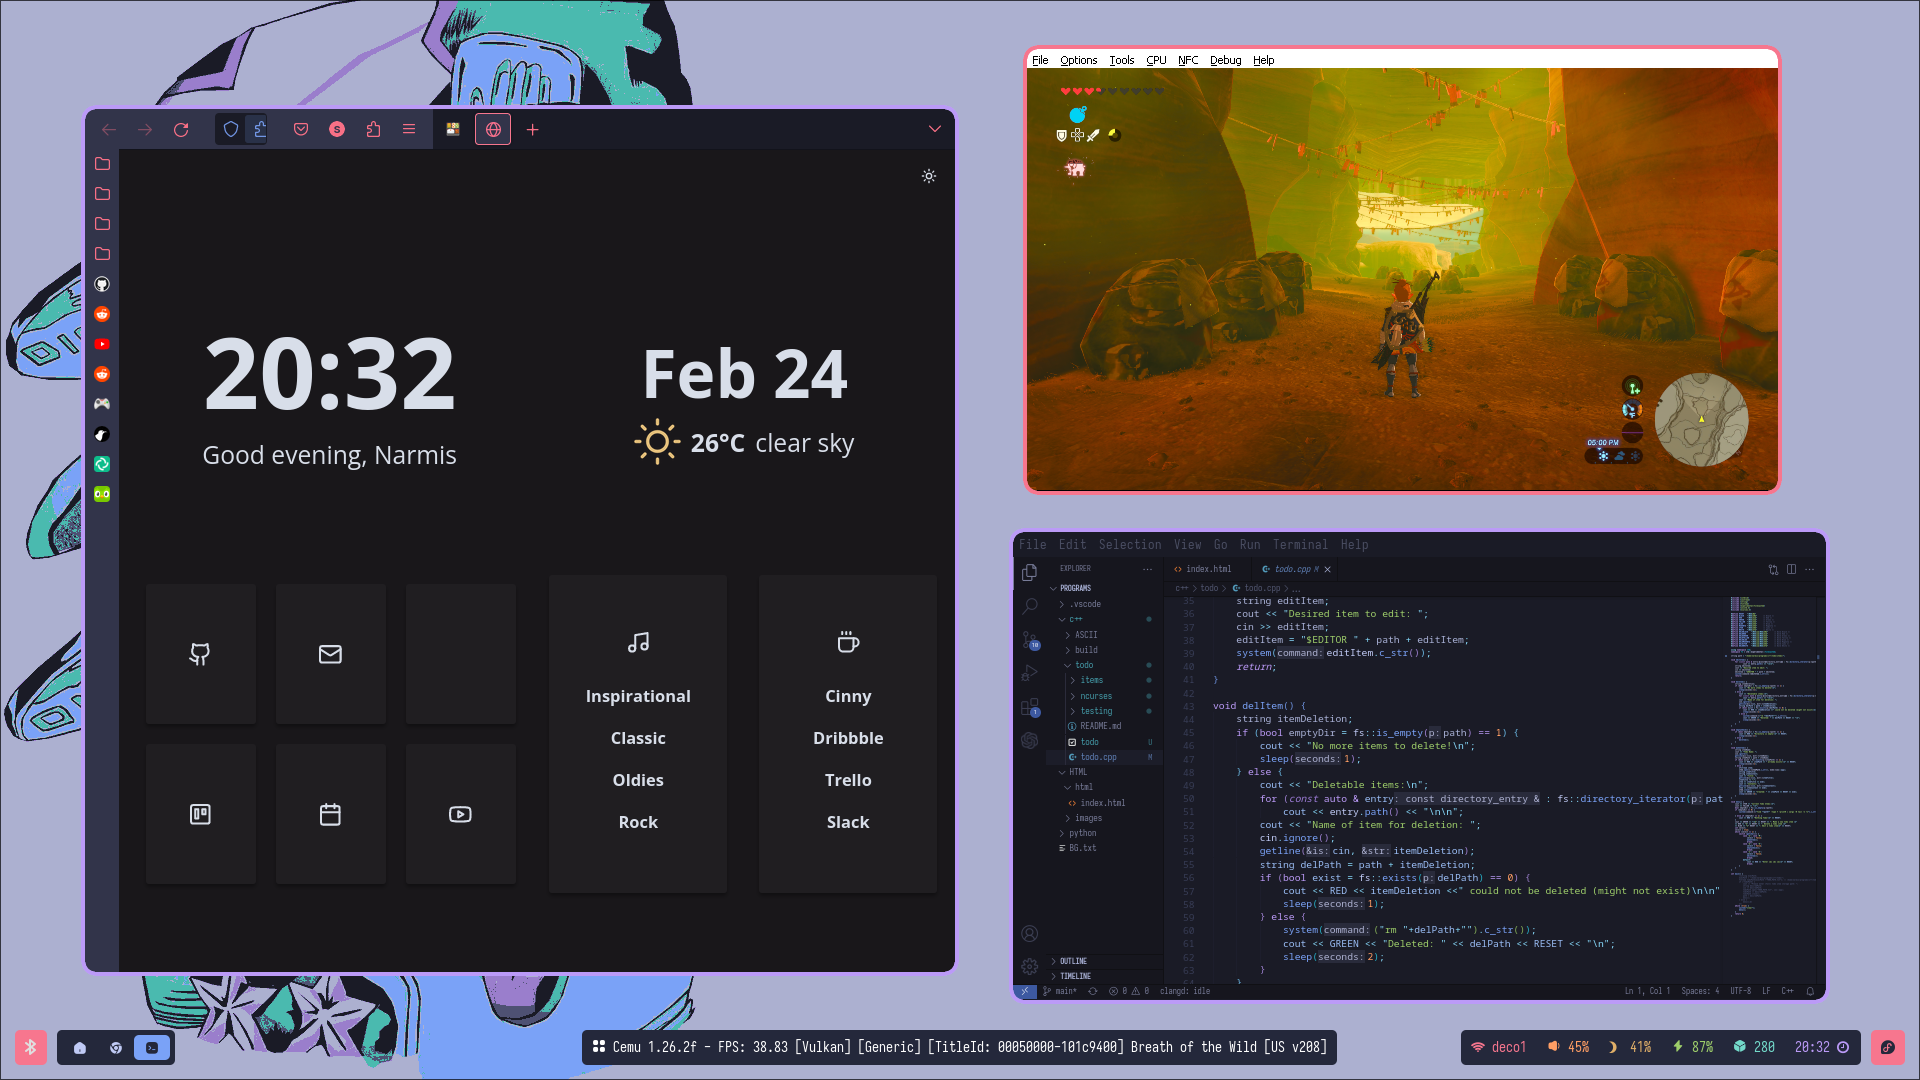 20:32
Good evening, Narmis
Feb 24
26°C clear sky
Inspirational
Classic
Oldies
Rock
Cinny
Dribbble
Trello
Slack
File Options Tools CPU NFC Debug Help
05:00 PM
File Edit Selection View Go Run Terminal Help
EXPLORER ···
PROGRAMS
.vscode
c++
ASCII
build
todo
items
ncurses
testing
README.md
todo U
todo.cpp M
HTML
html
index.html
images
python
BG.txt
OUTLINE
TIMELINE
index.html
todo.cpp M
c++ > todo > todo.cpp > ...
35 string editItem;
36 cout << "Desired item to edit: ";
37 cin >> editItem;
38 editItem = "$EDITOR " + path + editItem;
39 system(command: editItem.c_str());
40 return;
41 }
42
43 void delItem() {
44 string itemDeletion;
45 if (bool emptyDir = fs::is_empty(p: path) == 1) {
46 cout << "No more items to delete!\n";
47 sleep(seconds: 1);
48 } else {
49 cout << "Deletable items:\n";
50 for (const auto & entry: const directory_entry & : fs::directory_iterator(p: pat
51 cout << entry.path() << "\n\n";
52 cout << "Name of item for deletion: ";
53 cin.ignore();
54 getline(&is: cin, &str: itemDeletion);
55 string delPath = path + itemDeletion;
56 if (bool exist = fs::exists(p: delPath) == 0) {
57 cout << RED << itemDeletion <<" could not be deleted (might not exist)\n\n"
58 sleep(seconds: 1);
59 } else {
60 system(command: ("rm "+delPath+"").c_str());
61 cout << GREEN << "Deleted: " << delPath << RESET << "\n";
62 sleep(seconds: 2);
63 }
64 }
main* 0 0 clangd: idle
Ln 1, Col 1 Spaces: 4 UTF-8 LF C++
Cemu 1.26.2f - FPS: 38.83 [Vulkan] [Generic] [TitleId: 00050000-101c9400] Breath of the Wild [US v208]
deco1 45% 41% 87% 280 20:32